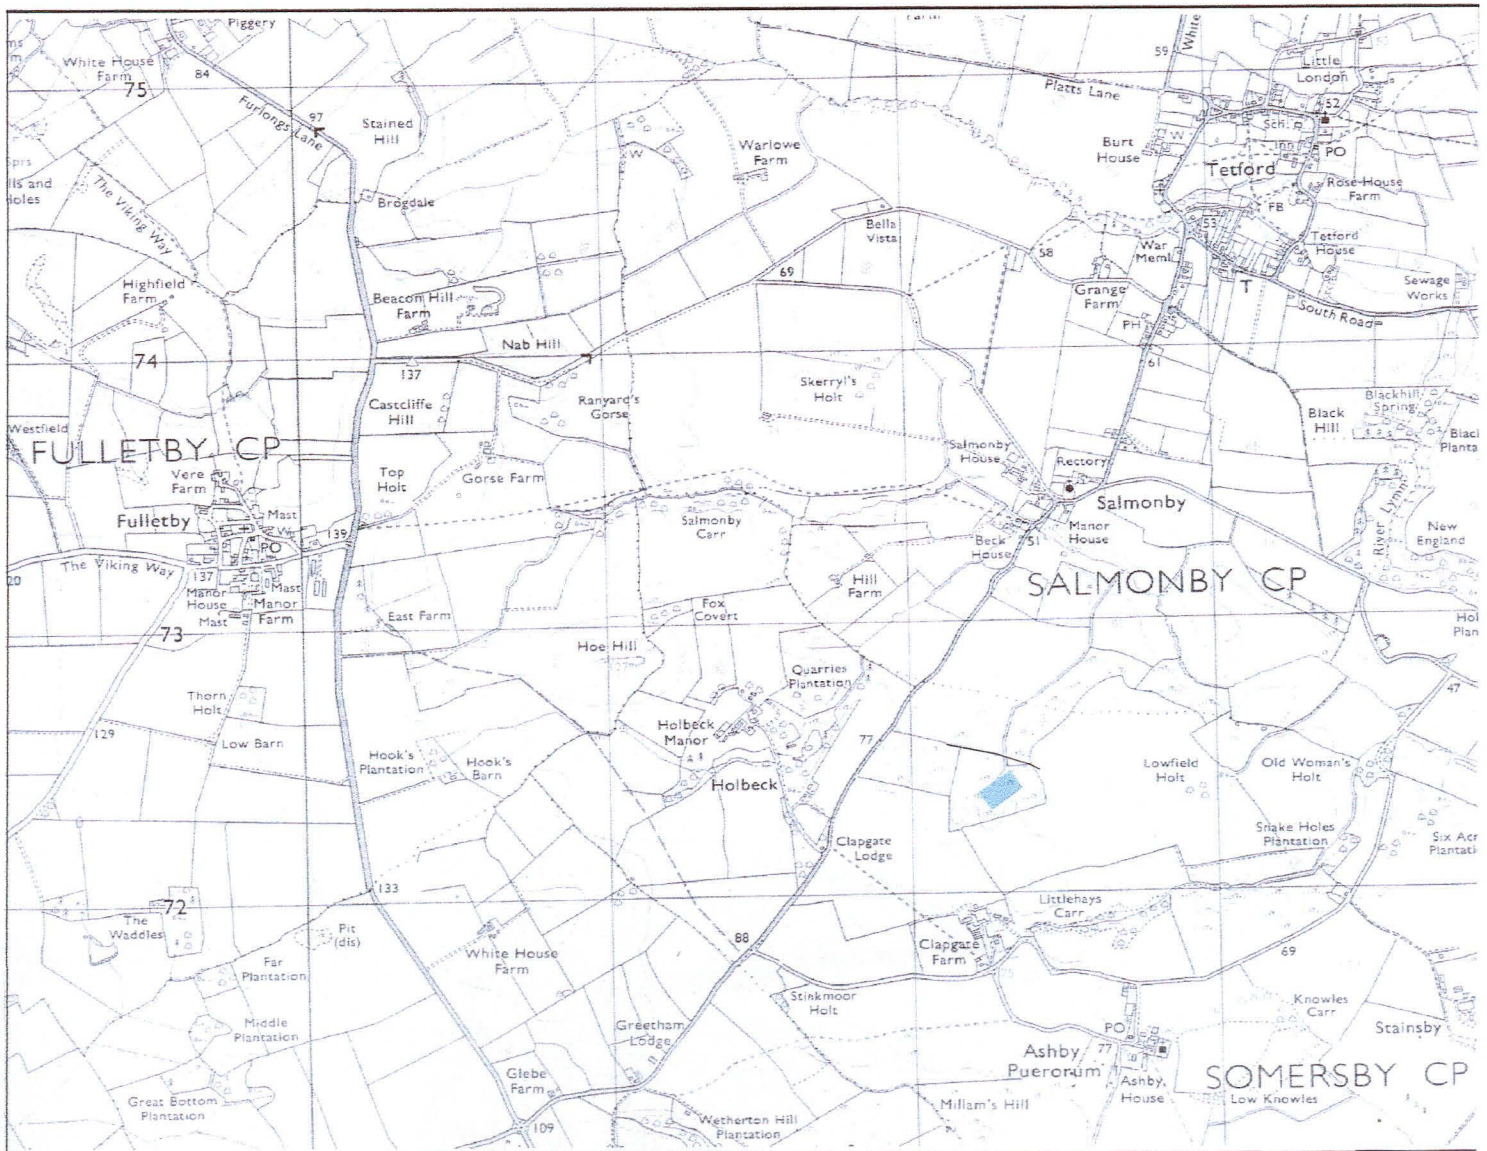 Piggery
White House
Farm
84
75
Furlongs Lane
97
Stained
Hill
Platts Lane
59
White
Little
London
52
Sch
Inn
PO
Burt
House
W
Tetford
Rose House
Farm
FB
Tetford
House
53
War
Meml
Sewage
Works
South Road
T
Warlowe
Farm
W
The Viking Way
Brogdale
Bella
Vista
58
69
Grange
Farm
PH
61
Highfield
Farm
Beacon Hill
Farm
Nab Hill
74
137
Castcliffe
Hill
Ranyard's
Gorse
Skerryl's
Holt
Black
Hill
Blackhill
Spring
Westfield
FULLETBY CP
Vere
Farm
Top
Holt
Gorse Farm
Salmonby
House
Rectory
Salmonby
Manor
House
Beck
House
51
River Lymn
New
England
Fulletby
Mast
W
PO
139
Salmonby
Carr
The Viking Way
20
137
Manor
House
Mast
Mast
Manor
Farm
Hill
Farm
SALMONBY CP
Fox
Covert
East Farm
73
Hoe Hill
Quarries
Plantation
47
Thorn
Holt
129
Low Barn
Hook's
Plantation
Hook's
Barn
Holbeck
Manor
Holbeck
77
Lowfield
Holt
Old Woman's
Holt
Snake Holes
Plantation
Six Acr
Plantati
Clapgate
Lodge
133
72
The
Waddles
Pit
(dis)
Far
Plantation
White House
Farm
88
Littlehays
Carr
Clapgate
Farm
69
Stinkmoor
Holt
Knowles
Carr
Stainsby
Middle
Plantation
Greetham
Lodge
PO
77
Ashby
Puerorum
Ashby
House
SOMERSBY CP
Low Knowles
Glebe
Farm
Great Bottom
Plantation
109
Wetherton Hill
Plantation
Millam's Hill